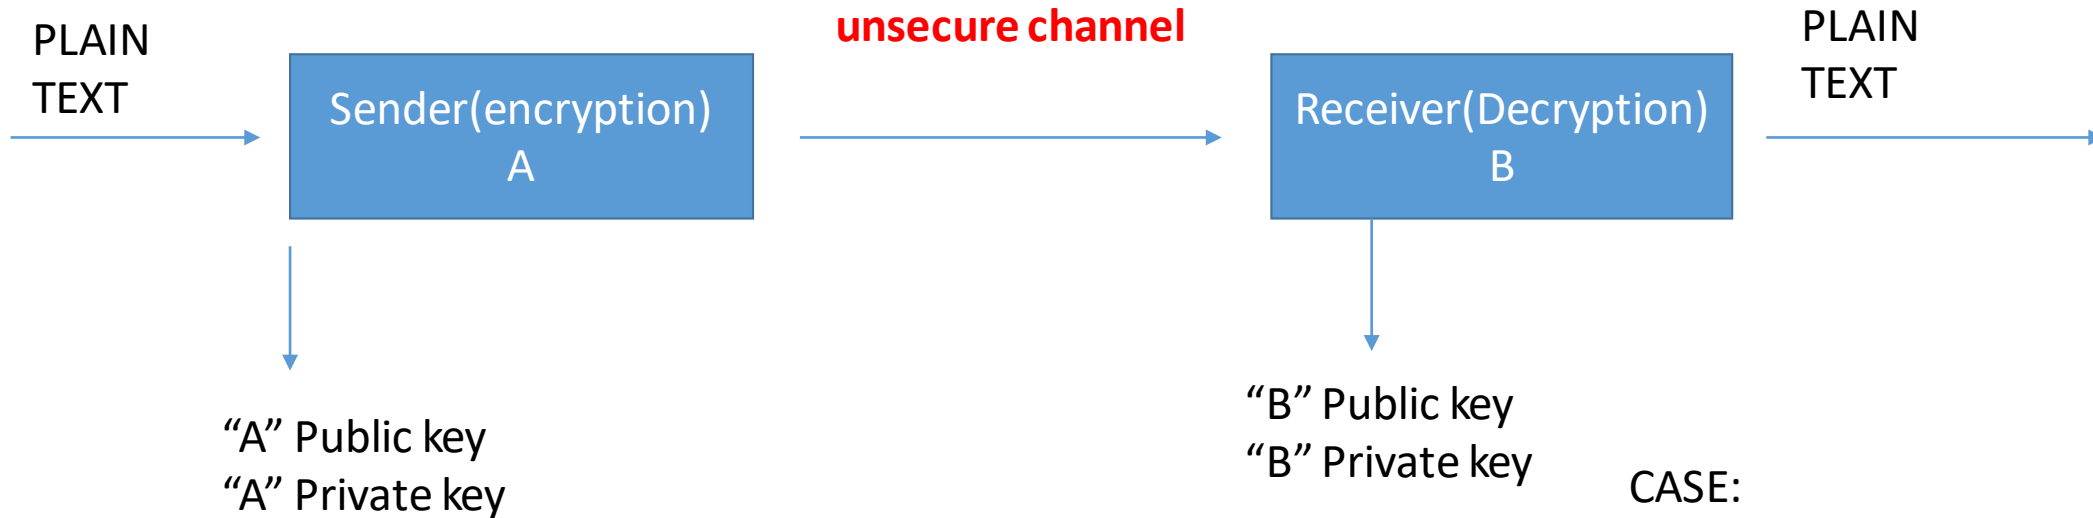 PLAIN
TEXT
unsecure channel
PLAIN
TEXT
Sender(encryption)
A
Receiver(Decryption)
B
“A” Public key
“A” Private key
“B” Public key
“B” Private key
CASE: